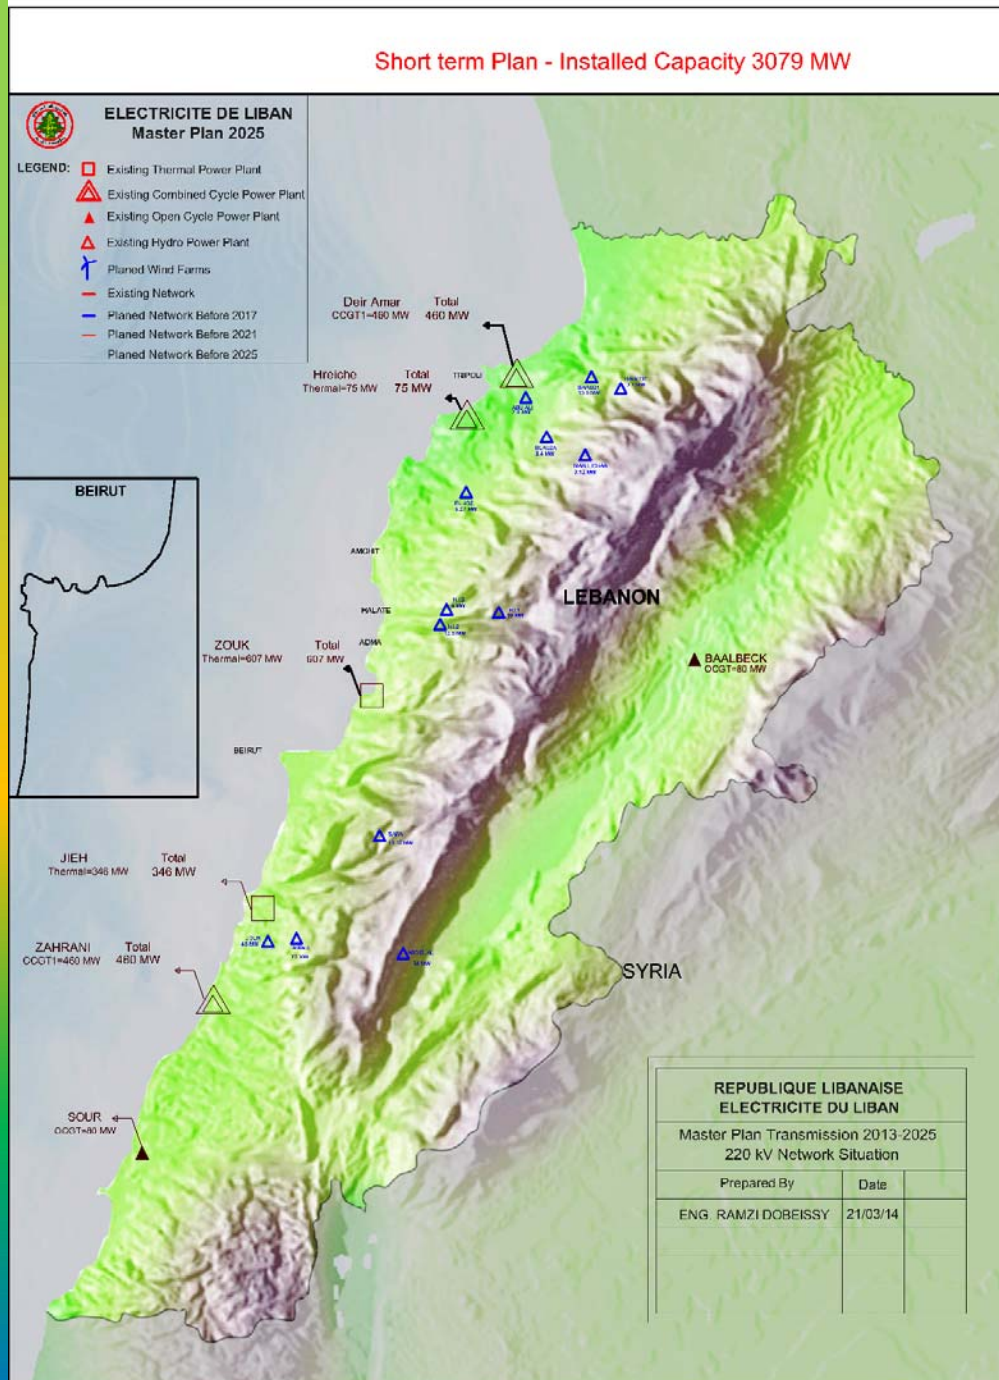 Short term Plan - Installed Capacity 3079 MW
ELECTRICITE DE LIBAN
Master Plan 2025
LEGEND:
Existing Thermal Power Plant
Existing Combined Cycle Power Plant
Existing Open Cycle Power Plant
Existing Hydro Power Plant
Planed Wind Farms
Existing Network
Planed Network Before 2017
Planed Network Before 2021
Planed Network Before 2025
Deir Amar Total
CCGT1=460 MW 460 MW
Hreiche Total
Thermal=75 MW 75 MW
TRIPOLI
BEIRUT
AMCHIT
HALATE
LEBANON
ADMA
ZOUK Total
Thermal=607 MW 607 MW
BAALBECK
OCGT=80 MW
BEIRUT
JIEH Total
Thermal=346 MW 346 MW
ZAHRANI Total
CCGT1=460 MW 460 MW
SYRIA
SOUR
OCGT=80 MW
REPUBLIQUE LIBANAISE
ELECTRICITE DU LIBAN
Master Plan Transmission 2013-2025
220 kV Network Situation
Prepared By Date
ENG. RAMZI DOBEISSY 21/03/14